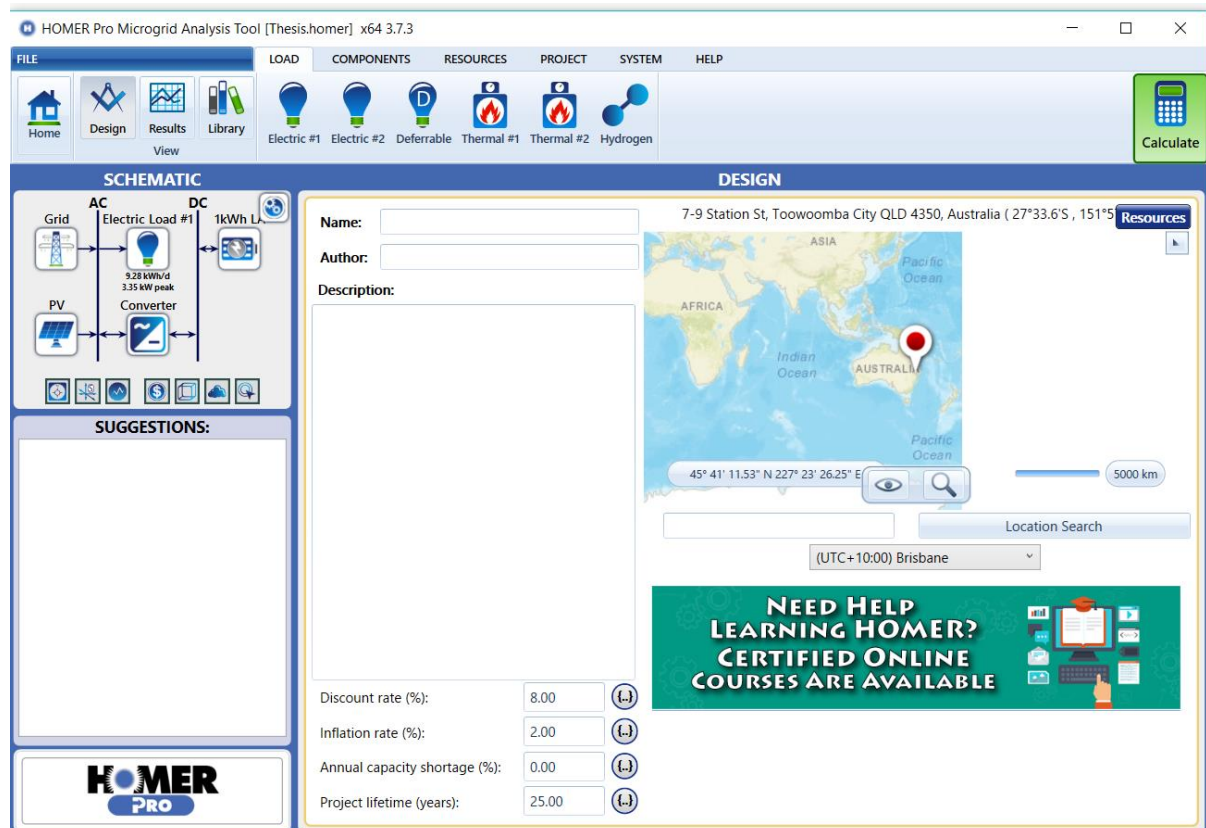 HOMER Pro Microgrid Analysis Tool [Thesis.homer] x64 3.7.3
FILE LOAD COMPONENTS RESOURCES PROJECT SYSTEM HELP
Home Design Results Library Electric #1 Electric #2 Deferrable Thermal #1 Thermal #2 Hydrogen Calculate
D
View
SCHEMATIC
AC DC
Grid Electric Load #1 1kWh L
9.28 kWh/d
3.35 kW peak
PV Converter
SUGGESTIONS:
HOMER
PRO
DESIGN
Name:
Author:
Description:
Discount rate (%): 8.00 {..}
Inflation rate (%): 2.00 {..}
Annual capacity shortage (%): 0.00 {..}
Project lifetime (years): 25.00 {..}
7-9 Station St, Toowoomba City QLD 4350, Australia ( 27°33.6'S , 151°5
Resources
ASIA
Pacific
Ocean
AFRICA
Indian
Ocean
AUSTRALI
Pacific
Ocean
45° 41' 11.53" N 227° 23' 26.25" E
5000 km
Location Search
(UTC+10:00) Brisbane
NEED HELP
LEARNING HOMER?
CERTIFIED ONLINE
COURSES ARE AVAILABLE